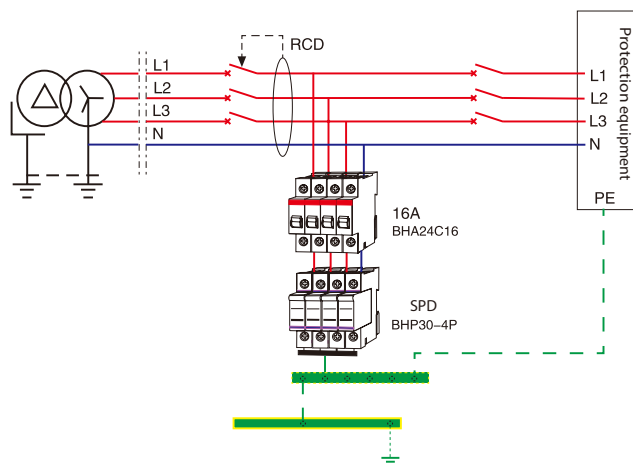 RCD
L1
L2
L3
N
L1
L2
L3
N
Protection equipment
PE
16A
BHA24C16
SPD
BHP30-4P